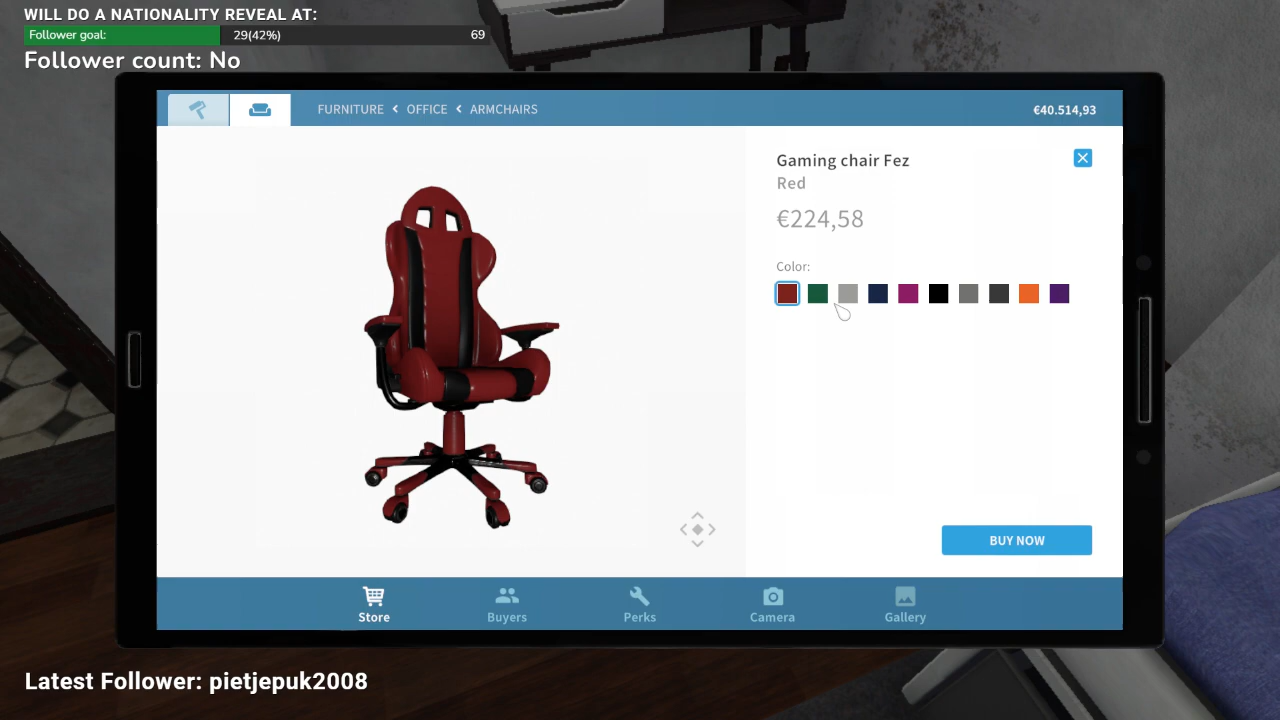 WILL DO A NATIONALITY REVEAL AT:
Follower goal: 29(42%) 69
Follower count: No
FURNITURE < OFFICE < ARMCHAIRS €40.514,93
Gaming chair Fez
Red
€224,58
Color:
BUY NOW
Store Buyers Perks Camera Gallery
Latest Follower: pietjepuk2008